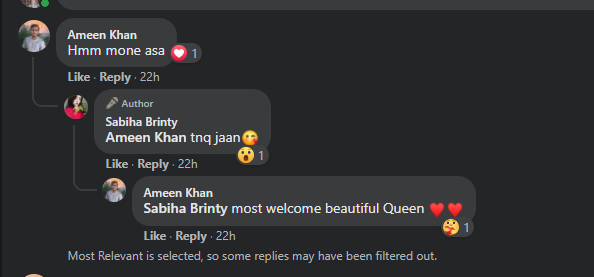 Ameen Khan
Hmm mone asa
1
Like · Reply · 22h
Author
Sabiha Brinty
Ameen Khan tnq jaan😘
1
Like · Reply · 22h
Ameen Khan
Sabiha Brinty most welcome beautiful Queen ❤️❤️
1
Like · Reply · 22h
Most Relevant is selected, so some replies may have been filtered out.